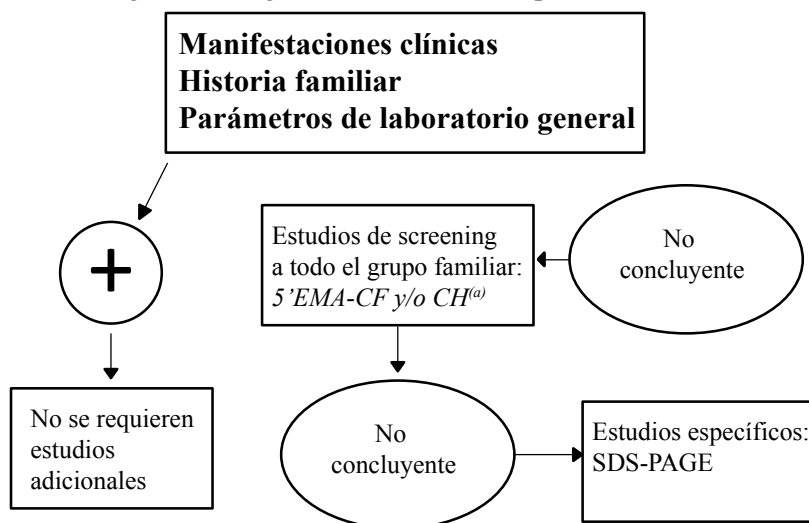 Manifestaciones clínicas
Historia familiar
Parámetros de laboratorio general
+
Estudios de screening
a todo el grupo familiar:
5’EMA-CF y/o CH(a)
No
concluyente
No se requieren
estudios
adicionales
No
concluyente
Estudios específicos:
SDS-PAGE